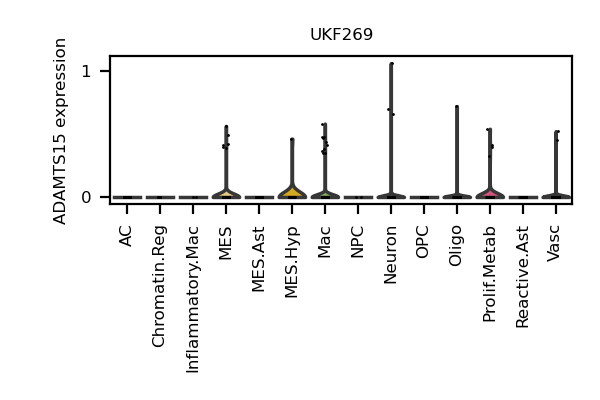 UKF269
ADAMTS15 expression
1
0
AC
Chromatin.Reg
Inflammatory.Mac
MES
MES.Ast
MES.Hyp
Mac
NPC
Neuron
OPC
Oligo
Prolif.Metab
Reactive.Ast
Vasc